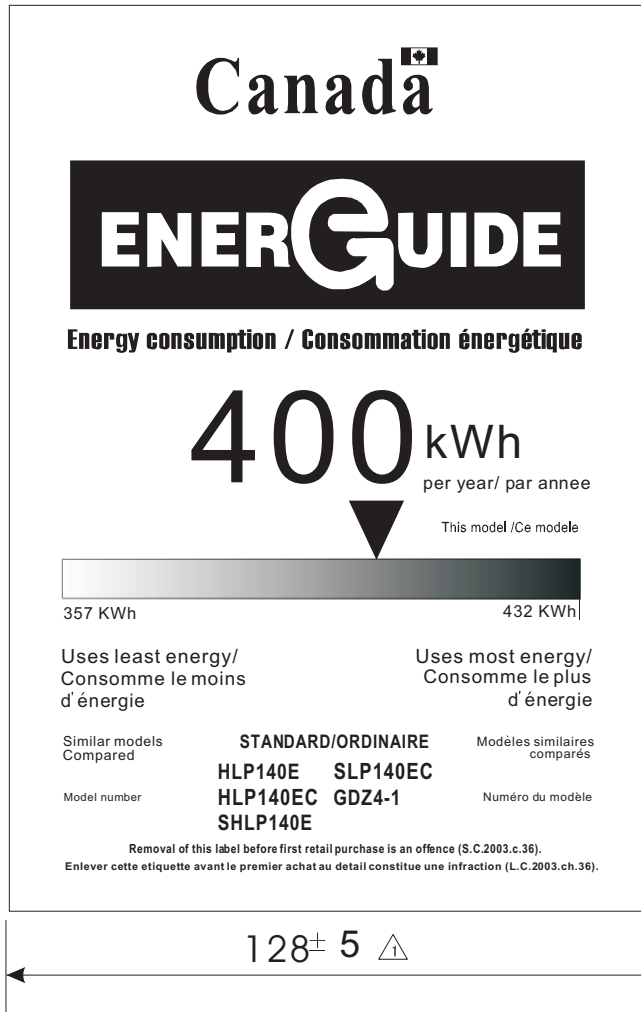 Canada
ENERGUIDE
Energy consumption / Consommation énergétique
400 kWh
per year/ par annee
This model /Ce modele
357 KWh 432 KWh
Uses least energy/ Uses most energy/
Consomme le moins Consomme le plus
d'énergie d'énergie
Similar models STANDARD/ORDINAIRE Modèles similaires
Compared comparés
HLP140E SLP140EC
Model number HLP140EC GDZ4-1 Numéro du modèle
SHLP140E
Removal of this label before first retail purchase is an offence (S.C.2003.c.36).
Enlever cette etiquette avant le premier achat au detail constitue une infraction (L.C.2003.ch.36).
128± 5 1